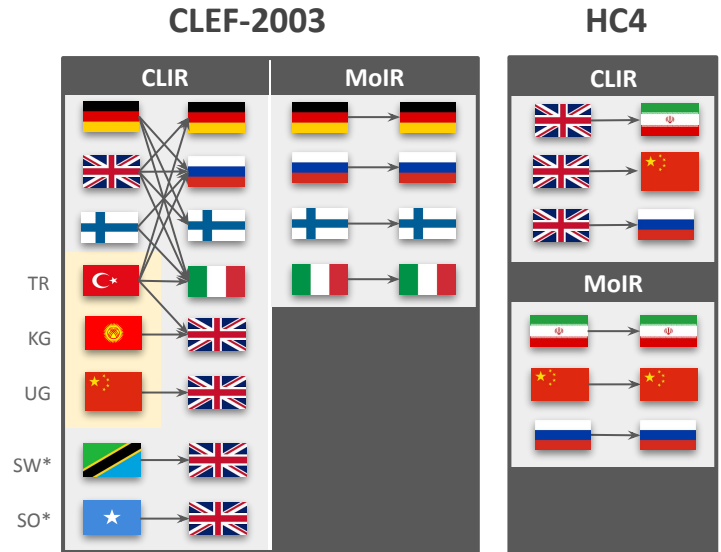 CLEF-2003
HC4
CLIR
MoIR
CLIR
TR
KG
UG
SW*
SO*
MoIR